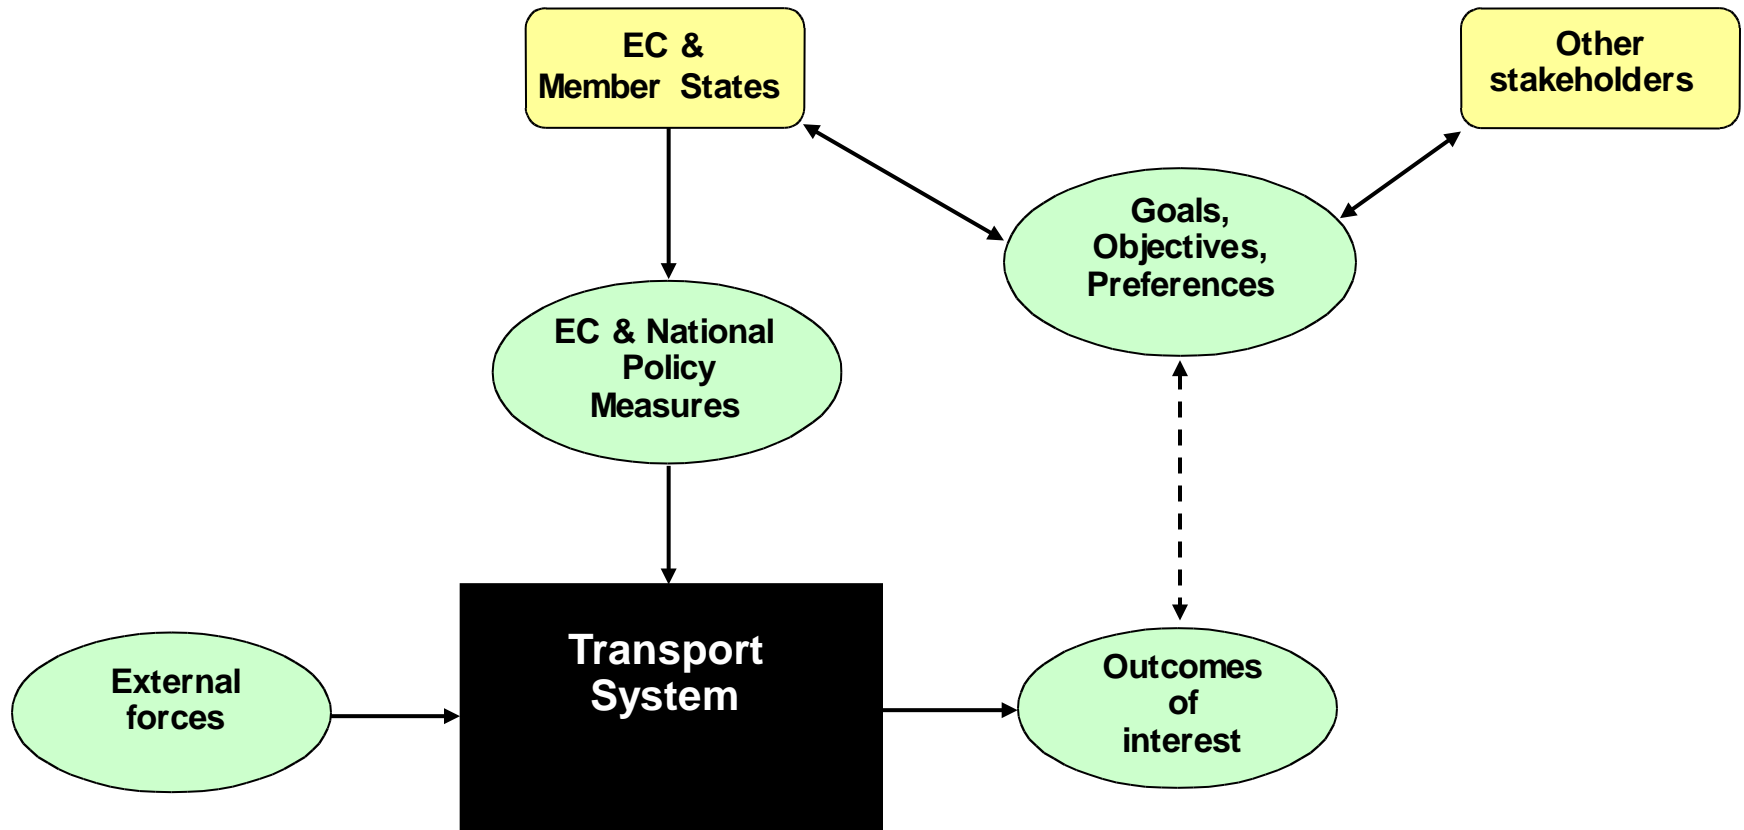 EC &
Member States
Other
stakeholders
Goals,
Objectives,
Preferences
EC & National
Policy
Measures
Transport
System
External
forces
Outcomes
of
interest